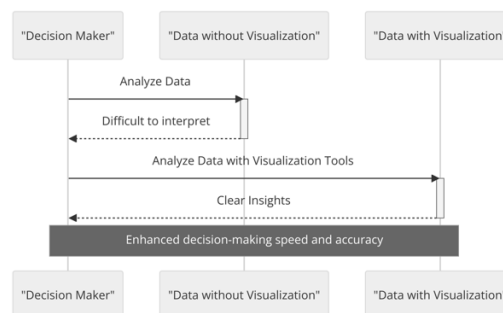 "Decision Maker" "Data without Visualization" "Data with Visualization"
Analyze Data
Difficult to interpret
Analyze Data with Visualization Tools
Clear Insights
Enhanced decision-making speed and accuracy
"Decision Maker" "Data without Visualization" "Data with Visualization"